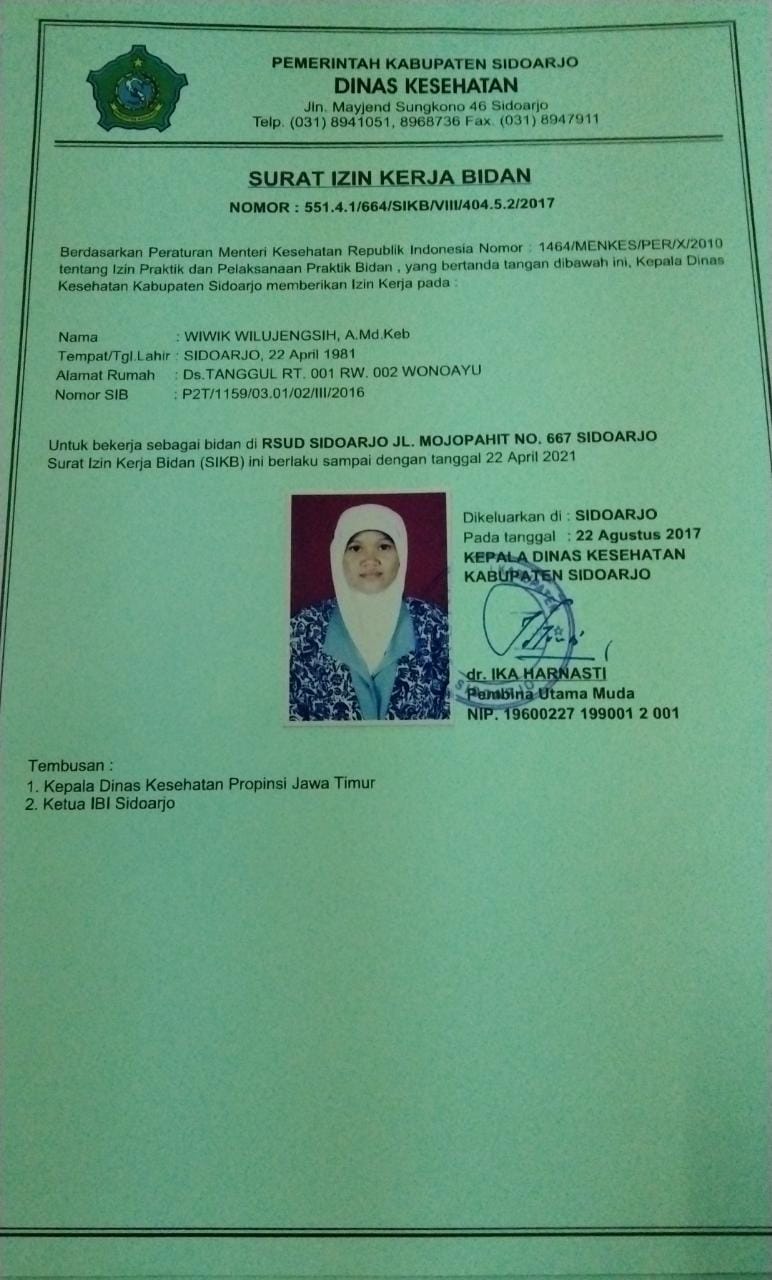 PEMERINTAH KABUPATEN SIDOARJO
DINAS KESEHATAN
Jln. Mayjend Sungkono 46 Sidoarjo
Telp. (031) 8941051, 8968736 Fax. (031) 8947911
SURAT IZIN KERJA BIDAN
NOMOR : 551.4.1/664/SIKB/VIII/404.5.2/2017
Berdasarkan Peraturan Menteri Kesehatan Republik Indonesia Nomor : 1464/MENKES/PER/X/2010
tentang Izin Praktik dan Pelaksanaan Praktik Bidan , yang bertanda tangan dibawah ini, Kepala Dinas
Kesehatan Kabupaten Sidoarjo memberikan Izin Kerja pada :
Nama : WIWIK WILUJENGSIH, A.Md.Keb
Tempat/Tgl.Lahir : SIDOARJO, 22 April 1981
Alamat Rumah : Ds.TANGGUL RT. 001 RW. 002 WONOAYU
Nomor SIB : P2T/1159/03.01/02/III/2016
Untuk bekerja sebagai bidan di RSUD SIDOARJO JL. MOJOPAHIT NO. 667 SIDOARJO
Surat Izin Kerja Bidan (SIKB) ini berlaku sampai dengan tanggal 22 April 2021
Dikeluarkan di : SIDOARJO
Pada tanggal : 22 Agustus 2017
KEPALA DINAS KESEHATAN
KABUPATEN SIDOARJO
dr. IKA HARNASTI
Pembina Utama Muda
NIP. 19600227 199001 2 001
Tembusan :
1. Kepala Dinas Kesehatan Propinsi Jawa Timur
2. Ketua IBI Sidoarjo